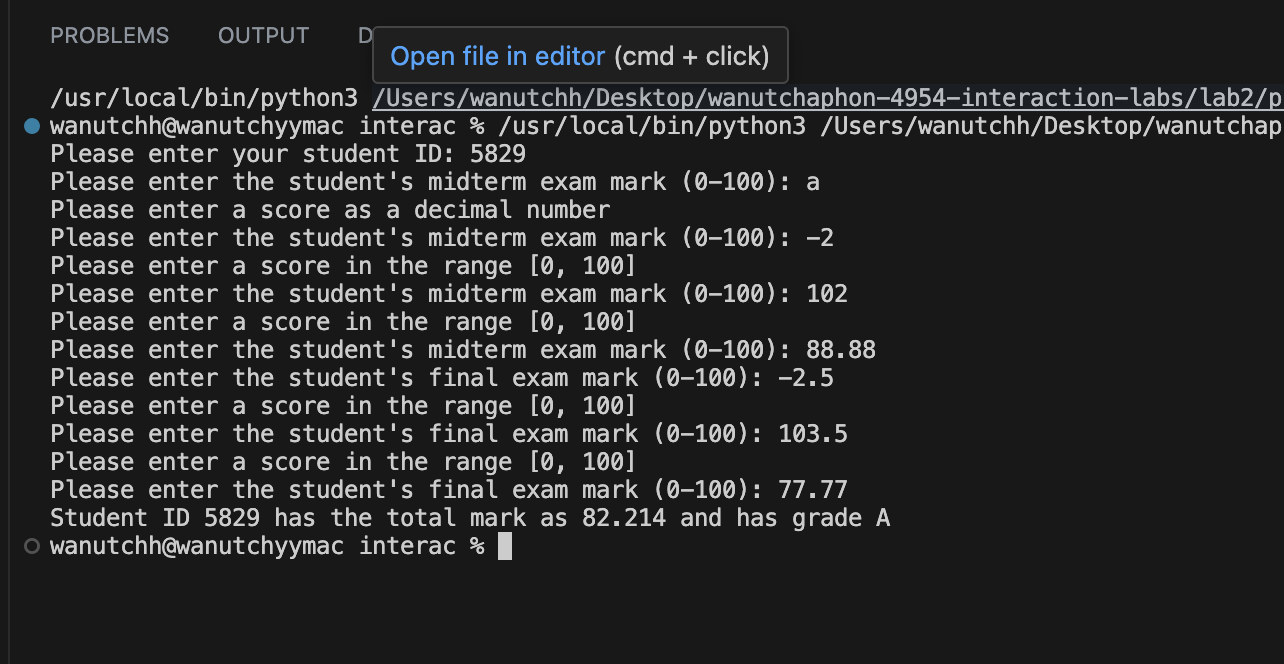 PROBLEMS OUTPUT D
Open file in editor (cmd + click)
/usr/local/bin/python3 /Users/wanutchh/Desktop/wanutchaphon-4954-interaction-labs/lab2/p
wanutchh@wanutchyymac interac % /usr/local/bin/python3 /Users/wanutchh/Desktop/wanutchap
Please enter your student ID: 5829
Please enter the student's midterm exam mark (0-100): a
Please enter a score as a decimal number
Please enter the student's midterm exam mark (0-100): -2
Please enter a score in the range [0, 100]
Please enter the student's midterm exam mark (0-100): 102
Please enter a score in the range [0, 100]
Please enter the student's midterm exam mark (0-100): 88.88
Please enter the student's final exam mark (0-100): -2.5
Please enter a score in the range [0, 100]
Please enter the student's final exam mark (0-100): 103.5
Please enter a score in the range [0, 100]
Please enter the student's final exam mark (0-100): 77.77
Student ID 5829 has the total mark as 82.214 and has grade A
wanutchh@wanutchyymac interac %